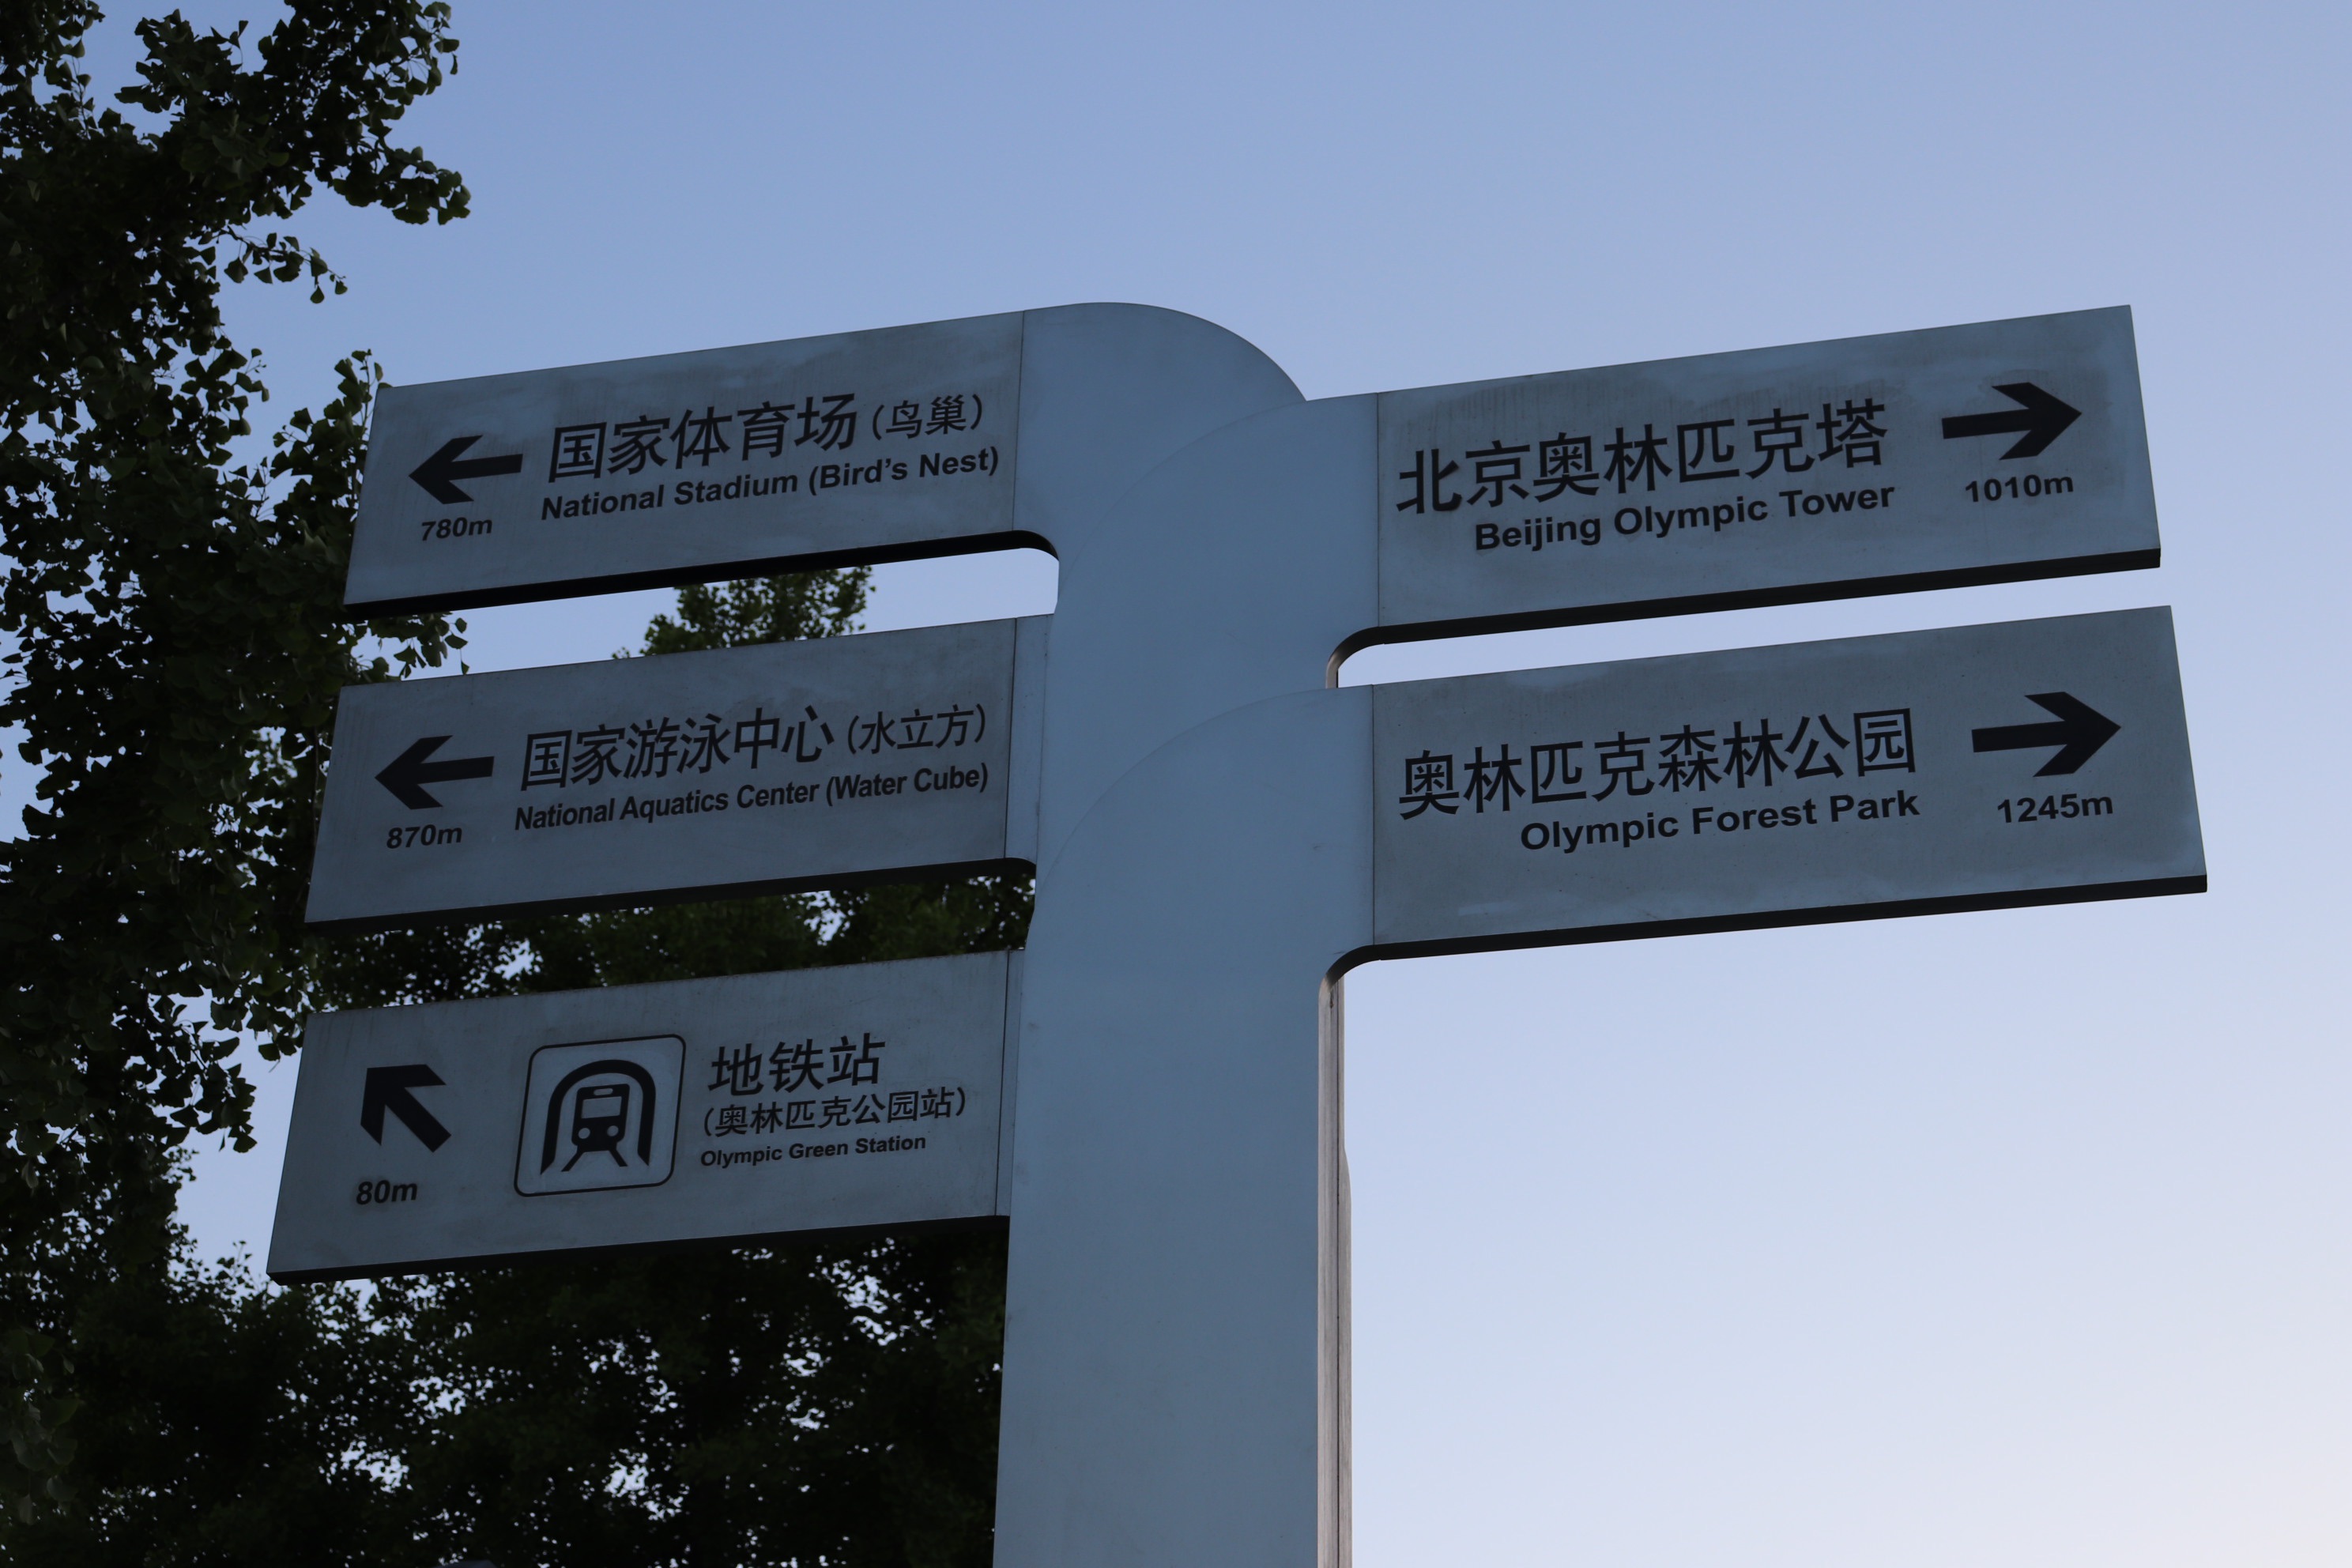 国家体育场(鸟巢)
National Stadium (Bird's Nest)
780m
国家游泳中心(水立方)
National Aquatics Center (Water Cube)
870m
地铁站
(奥林匹克公园站)
Olympic Green Station
80m
北京奥林匹克塔
Beijing Olympic Tower
1010m
奥林匹克森林公园
Olympic Forest Park
1245m